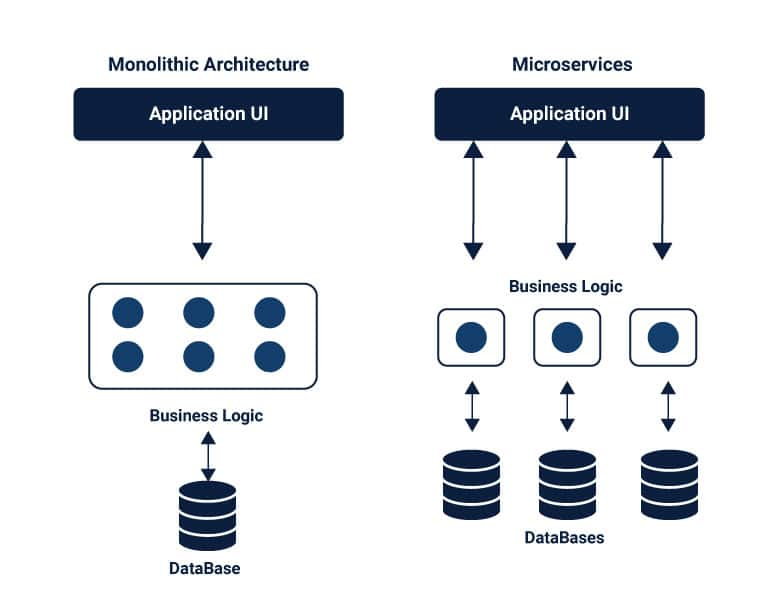 Monolithic Architecture
Application UI
Business Logic
DataBase
Microservices
Application UI
Business Logic
DataBases